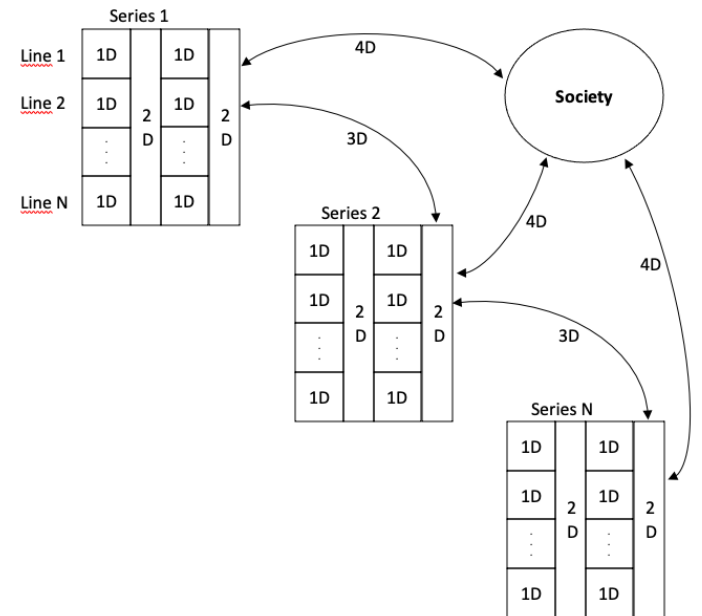 Series 1
Line 1 1D 1D
4D
Line 2 1D 1D
2 2
D D
Society
3D
Line N 1D 1D
Series 2
4D
1D 1D
4D
1D 1D
2 2
D D
3D
1D 1D
Series N
1D 1D
1D 1D
2 2
D D
1D 1D